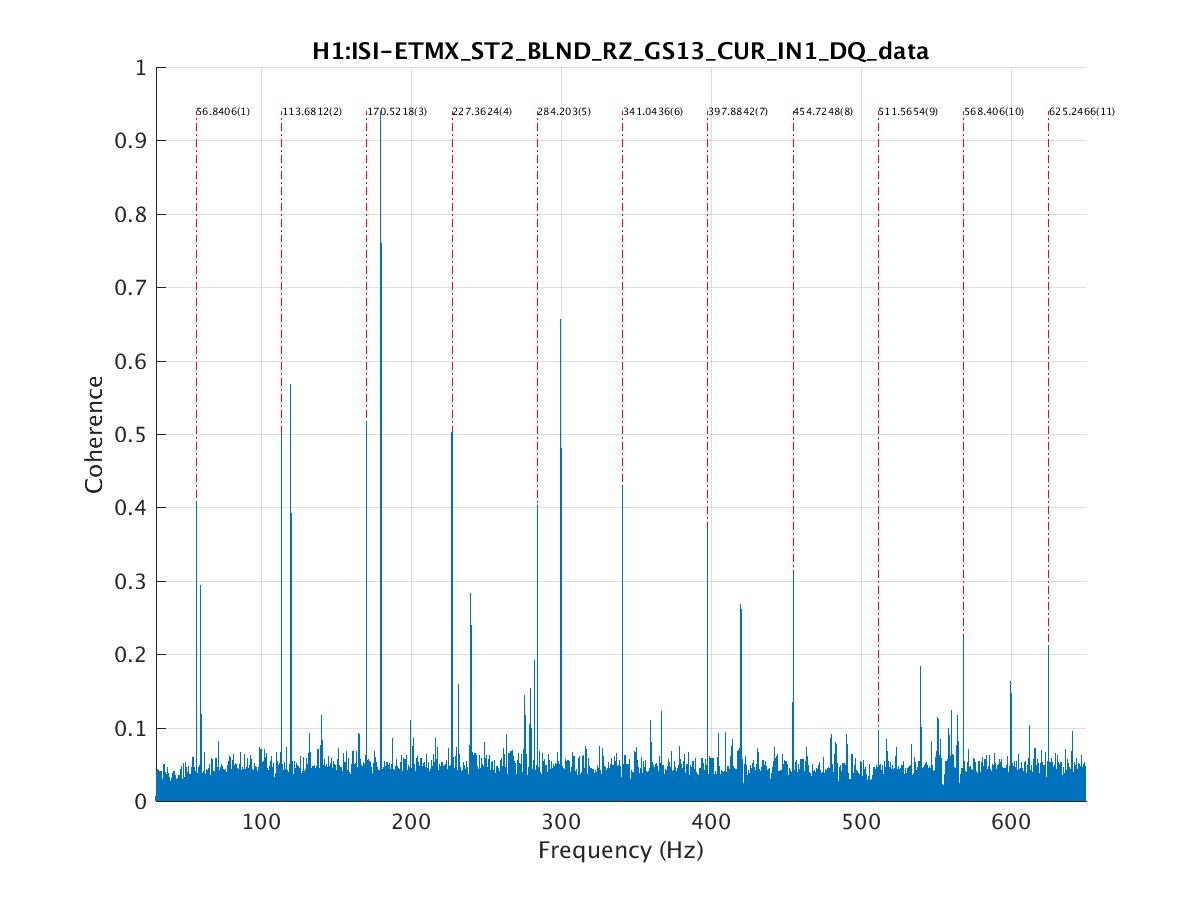 H1:ISI-ETMX_ST2_BLND_RZ_GS13_CUR_IN1_DQ_data
1
56.8406(1) 113.6812(2) 170.5218(3) 227.3624(4) 284.203(5) 341.0436(6) 397.8842(7) 454.7248(8) 511.5654(9) 568.406(10) 625.2466(11)
0.9
0.8
0.7
0.6
0.5
0.4
0.3
0.2
0.1
0
Coherence
100 200 300 400 500 600
Frequency (Hz)